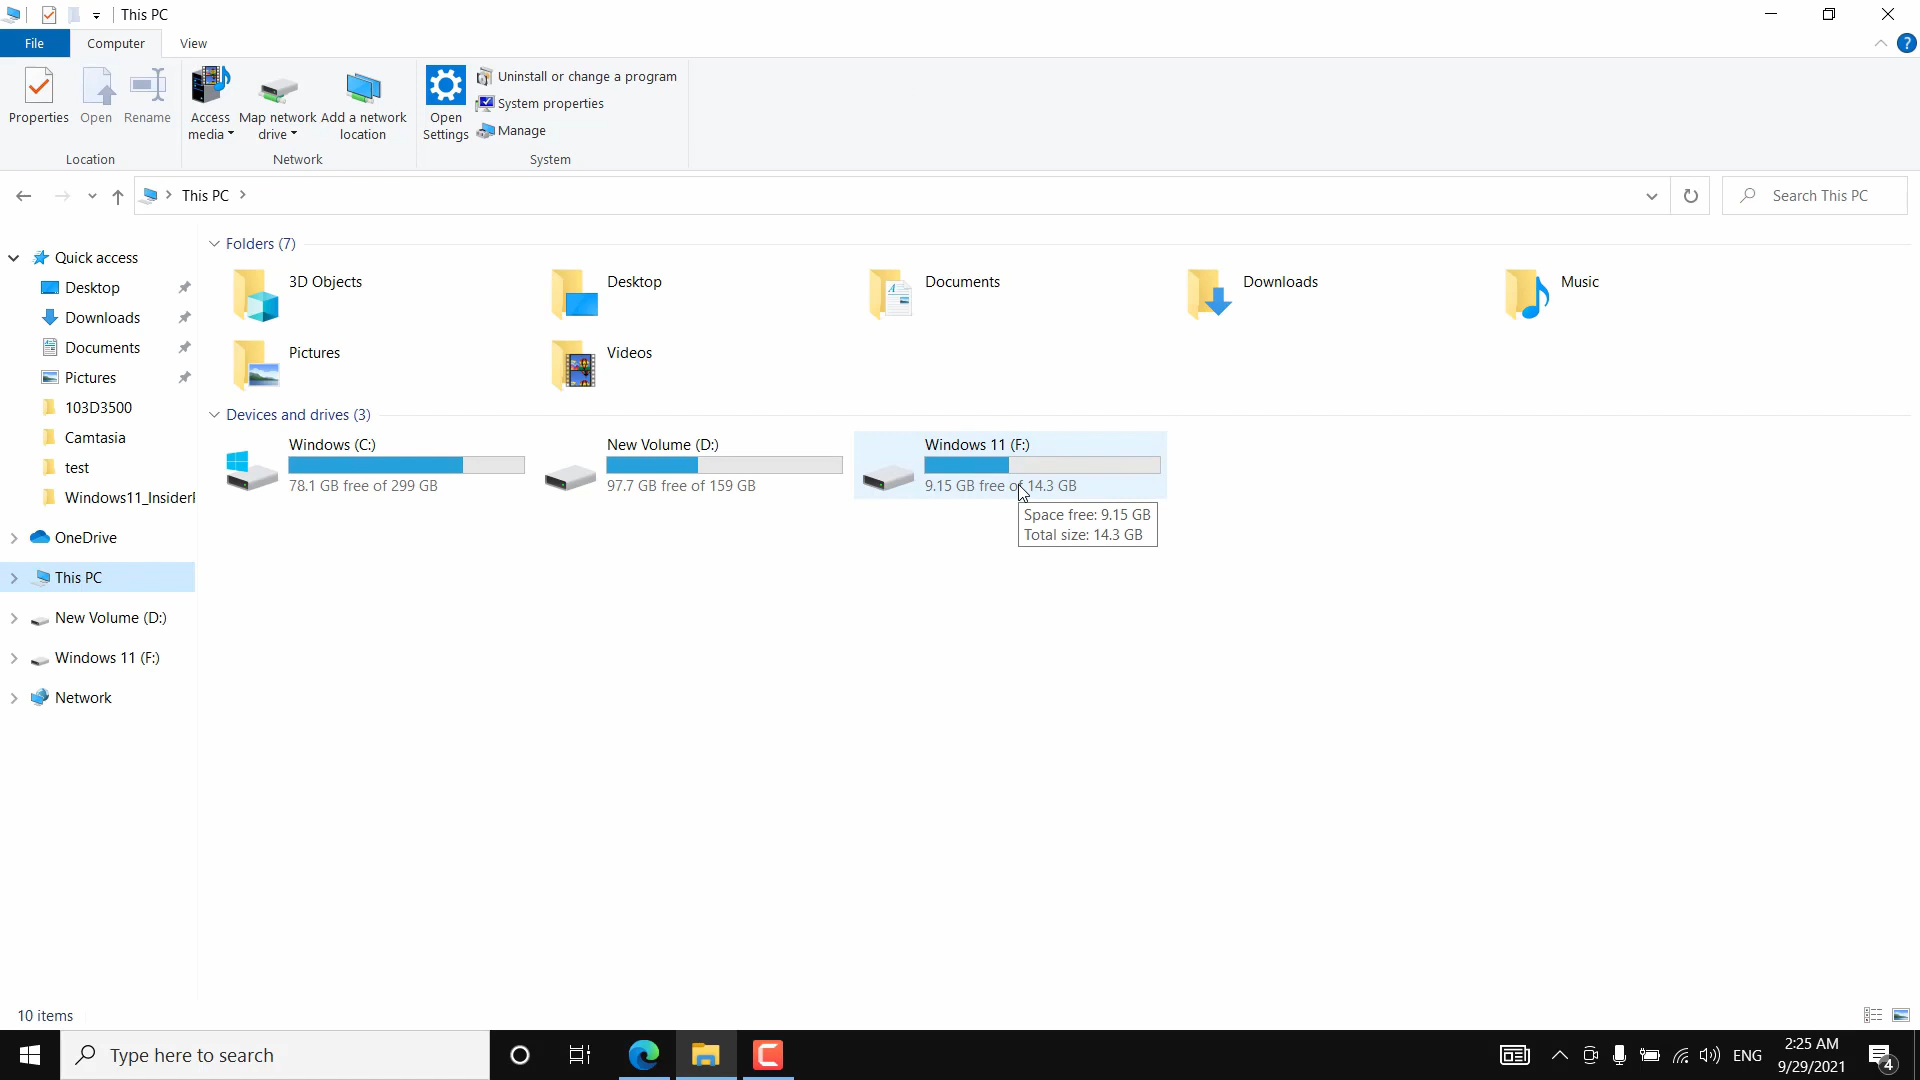 This PC
File
Computer
View
?
Properties
Open
Rename
Access media
Map network drive
Add a network location
Open Settings
Uninstall or change a program
System properties
Manage
Location
Network
System
This PC
Search This PC
Quick access
Desktop
Downloads
Documents
Pictures
103D3500
Camtasia
test
Windows11_InsiderP
OneDrive
This PC
New Volume (D:)
Windows 11 (F:)
Network
Folders (7)
3D Objects
Desktop
Documents
Downloads
Music
Pictures
Videos
Devices and drives (3)
Windows (C:)
78.1 GB free of 299 GB
New Volume (D:)
97.7 GB free of 159 GB
Windows 11 (F:)
9.15 GB free of 14.3 GB
Space free: 9.15 GB
Total size: 14.3 GB
10 items
Type here to search
ENG
2:25 AM
9/29/2021
4